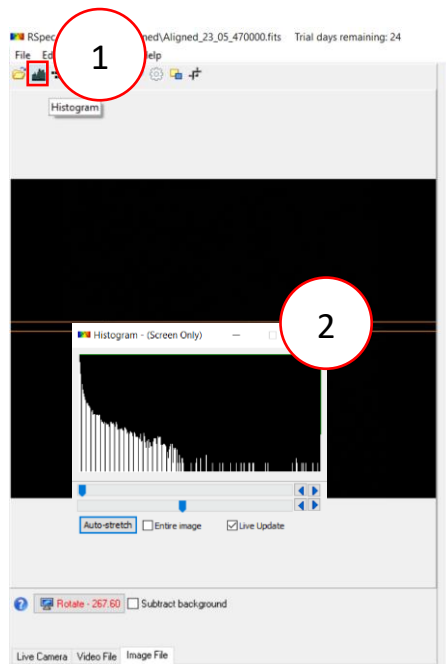 RSpec ned\Aligned_23_05_470000.fits Trial days remaining: 24
1
File Ed elp
Histogram
Histogram - (Screen Only)
2
Auto-stretch Entire image Live Update
Rotate - 267.60 Subtract background
Live Camera Video File Image File